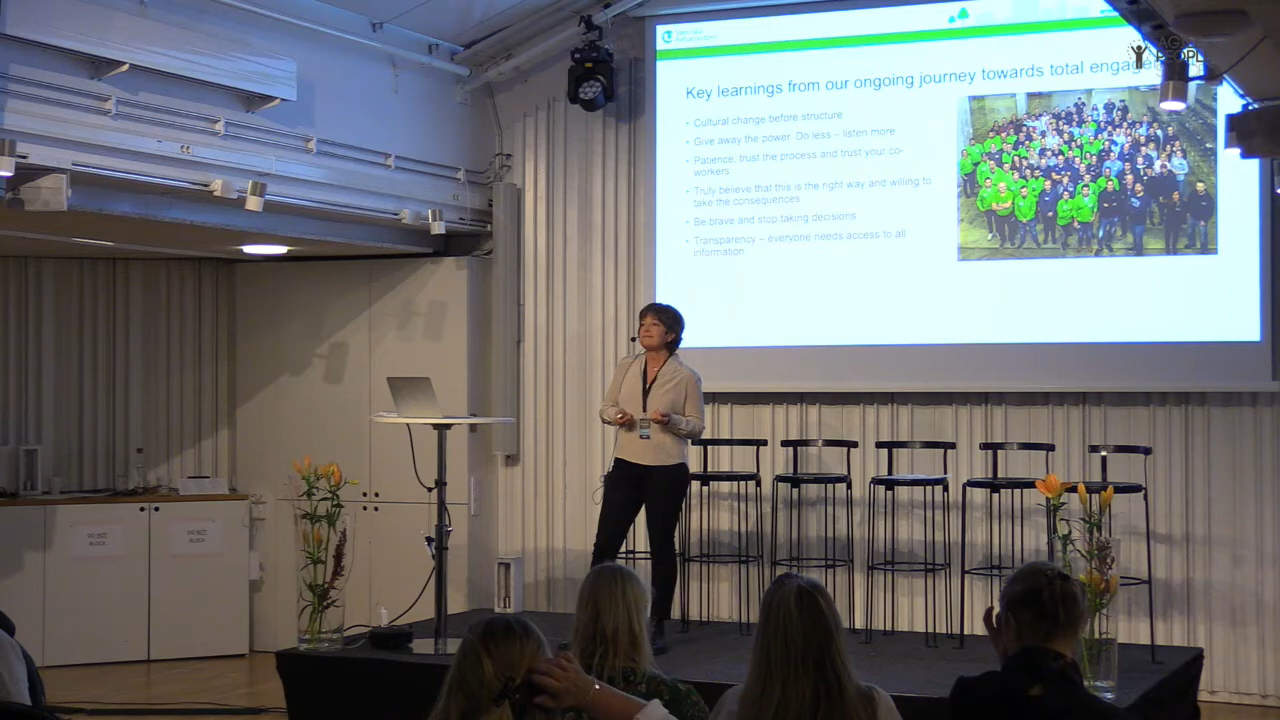 Key learnings from our ongoing journey towards total engag
• Cultural change before structure
• Give away the power. Do less – listen more
• Patience, trust the process and trust your co-
workers
• Truly believe that this is the right way and willing to
take the consequences
• Be brave and stop taking decisions
• Transparency – everyone needs access to all
information
DO NOT
BLOCK
DO NOT
BLOCK